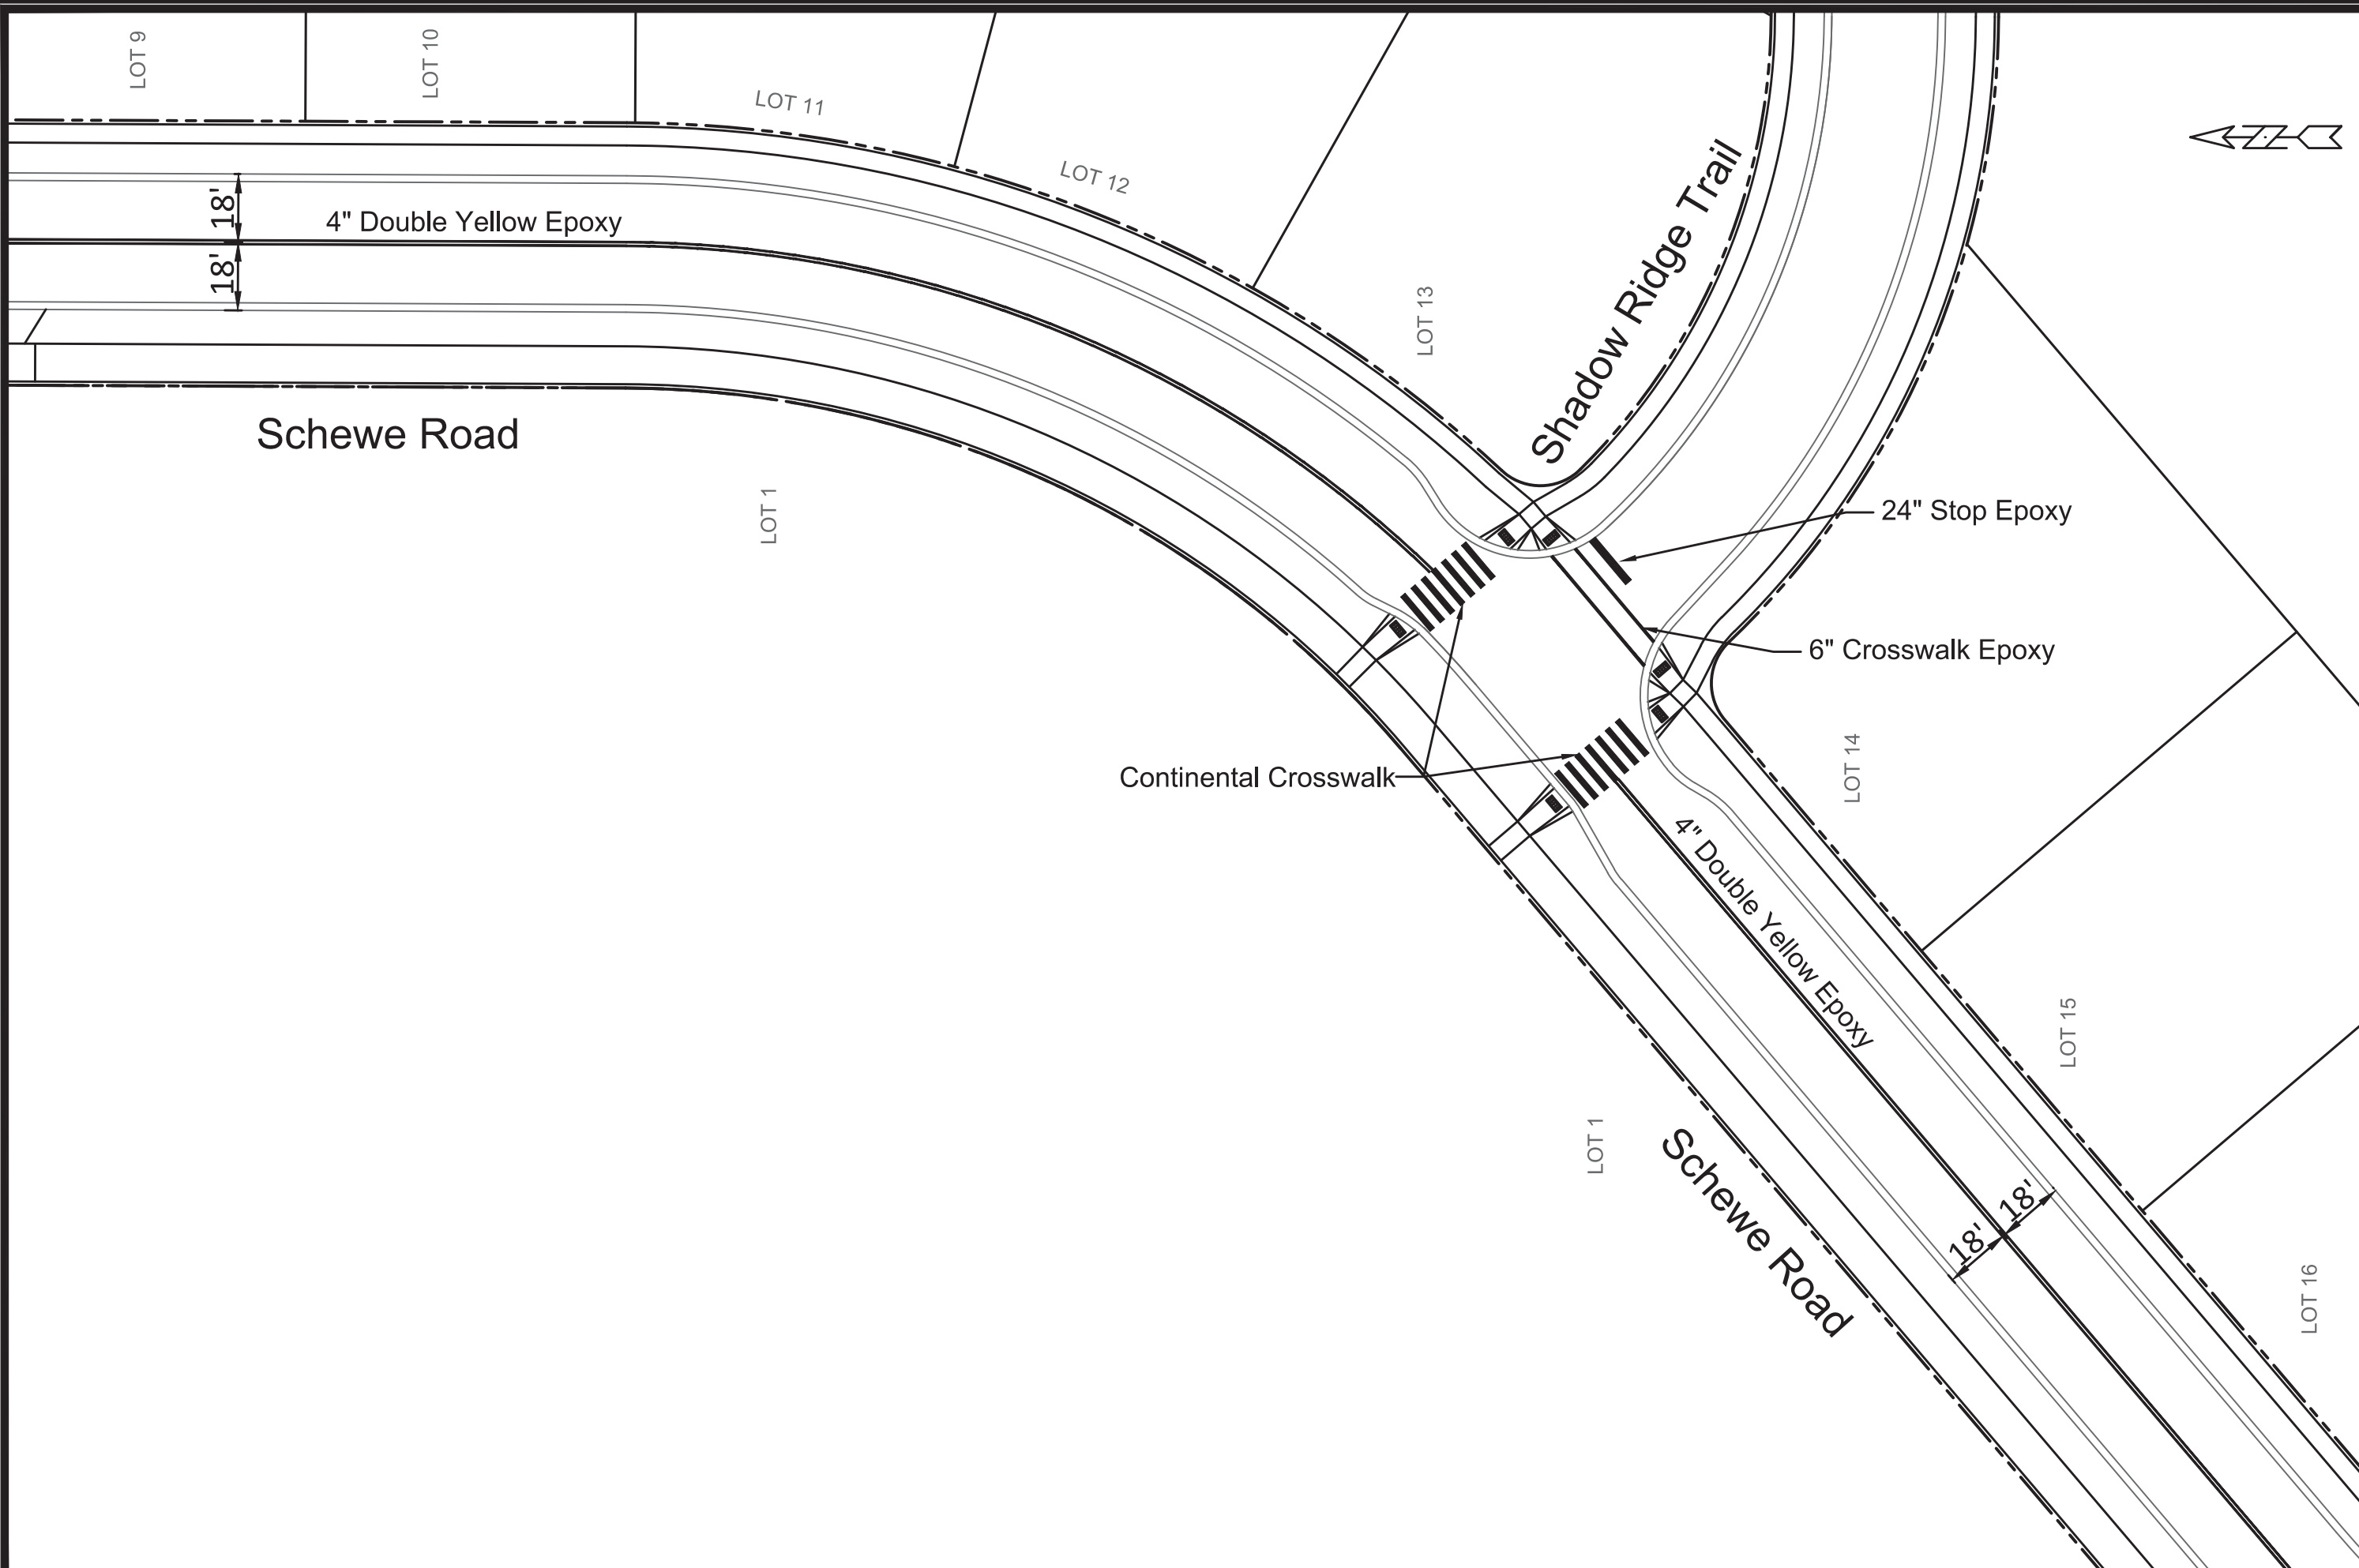 LOT 9
LOT 10
LOT 11
LOT 12
LOT 13
Shadow Ridge Trail
N
18'
4" Double Yellow Epoxy
18'
Schewe Road
LOT 1
24" Stop Epoxy
6" Crosswalk Epoxy
Continental Crosswalk
LOT 14
4" Double Yellow Epoxy
LOT 15
LOT 1
Schewe Road
18'
18'
LOT 16